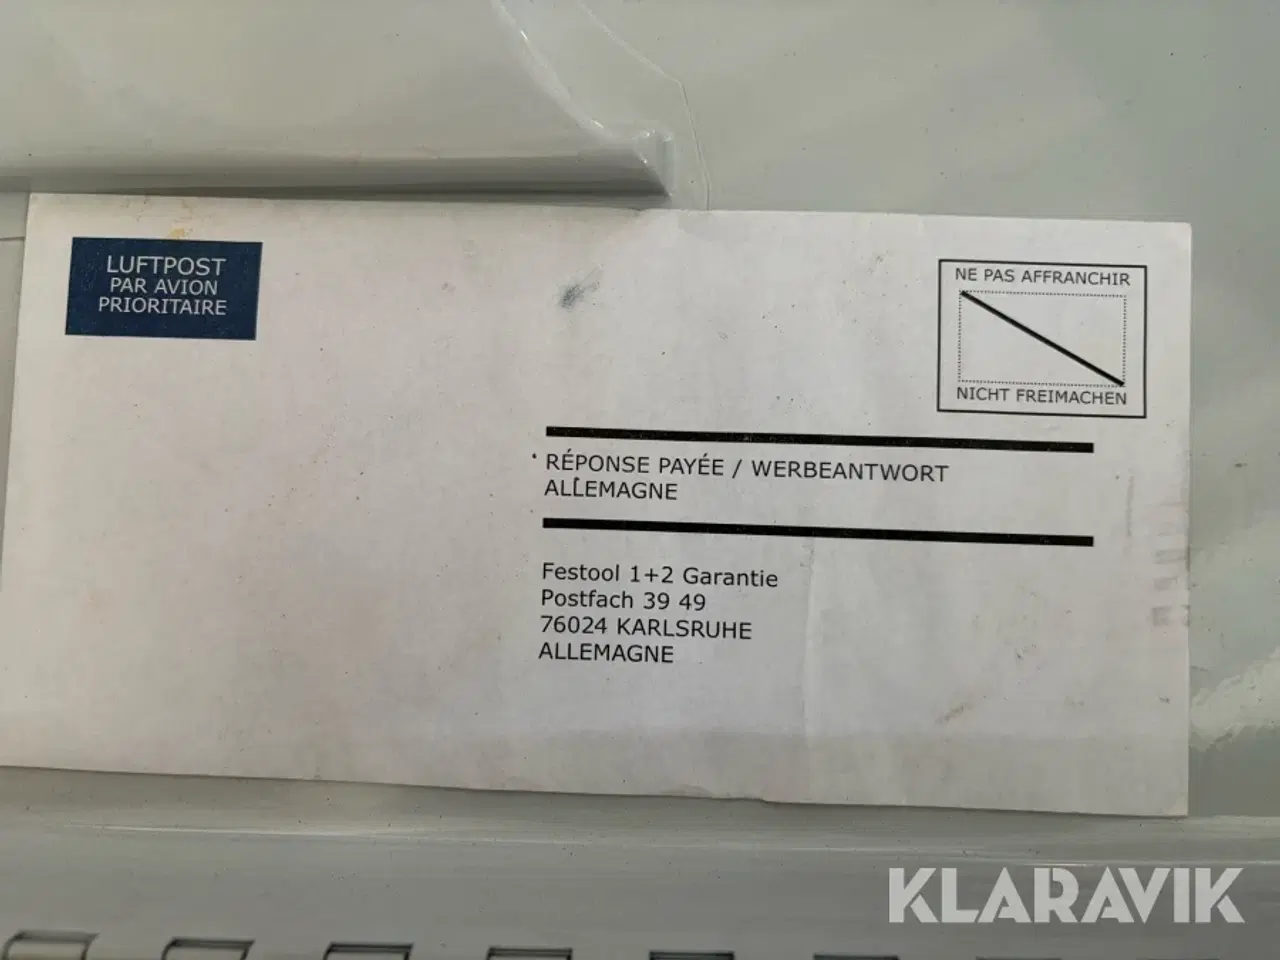 LUFTPOST
PAR AVION
PRIORITAIRE
NE PAS AFFRANCHIR
NICHT FREIMACHEN
RÉPONSE PAYÉE / WERBEANTWORT
ALLEMAGNE
Festool 1+2 Garantie
Postfach 39 49
76024 KARLSRUHE
ALLEMAGNE
KLARAVIK